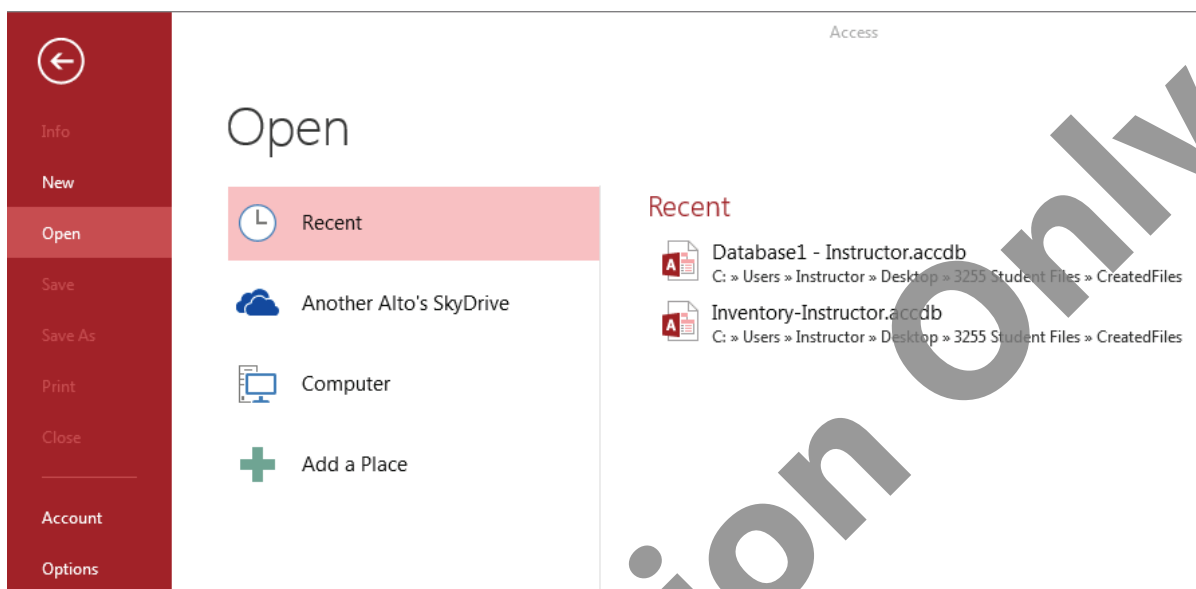 Access
Info
New
Open
Save
Save As
Print
Close
Account
Options
Open
Recent
Another Alto's SkyDrive
Computer
Add a Place
Recent
Database1 - Instructor.accdb
C: » Users » Instructor » Desktop » 3255 Student Files » CreatedFiles
Inventory-Instructor.accdb
C: » Users » Instructor » Desktop » 3255 Student Files » CreatedFiles
ion Only